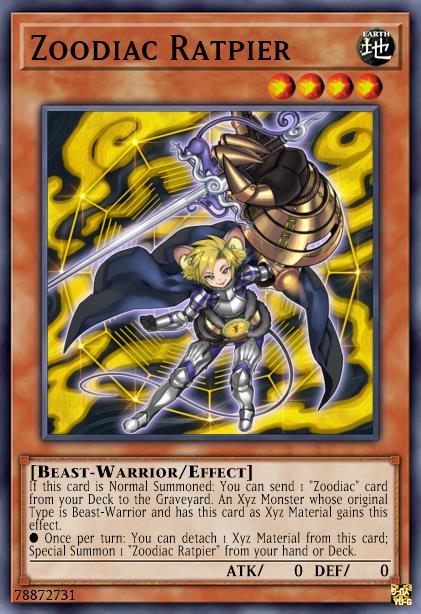 Zoodiac Ratpier
EARTH
地
[Beast-Warrior/Effect]
If this card is Normal Summoned: You can send 1 "Zoodiac" card
from your Deck to the Graveyard. An Xyz Monster whose original
Type is Beast-Warrior and has this card as Xyz Material gains this
effect.
● Once per turn: You can detach 1 Xyz Material from this card;
Special Summon 1 "Zoodiac Ratpier" from your hand or Deck.
ATK/ 0 DEF/ 0
78872731